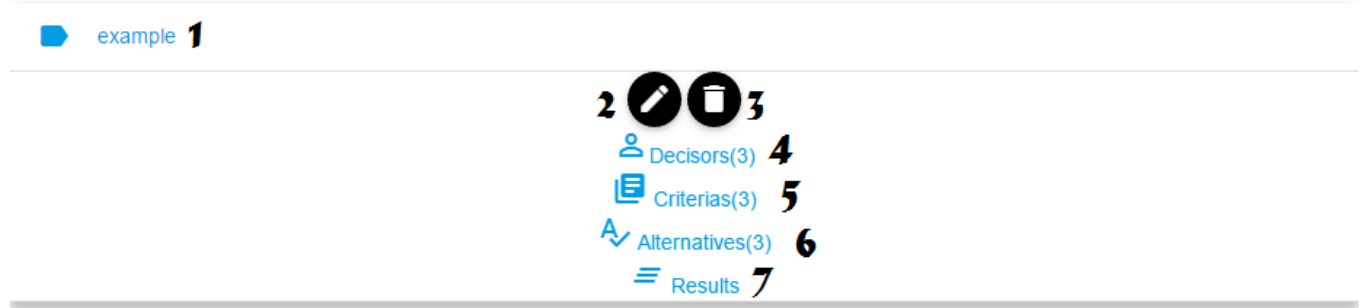 example 1
2 3
Decisors(3) 4
Criterias(3) 5
Alternatives(3) 6
Results 7